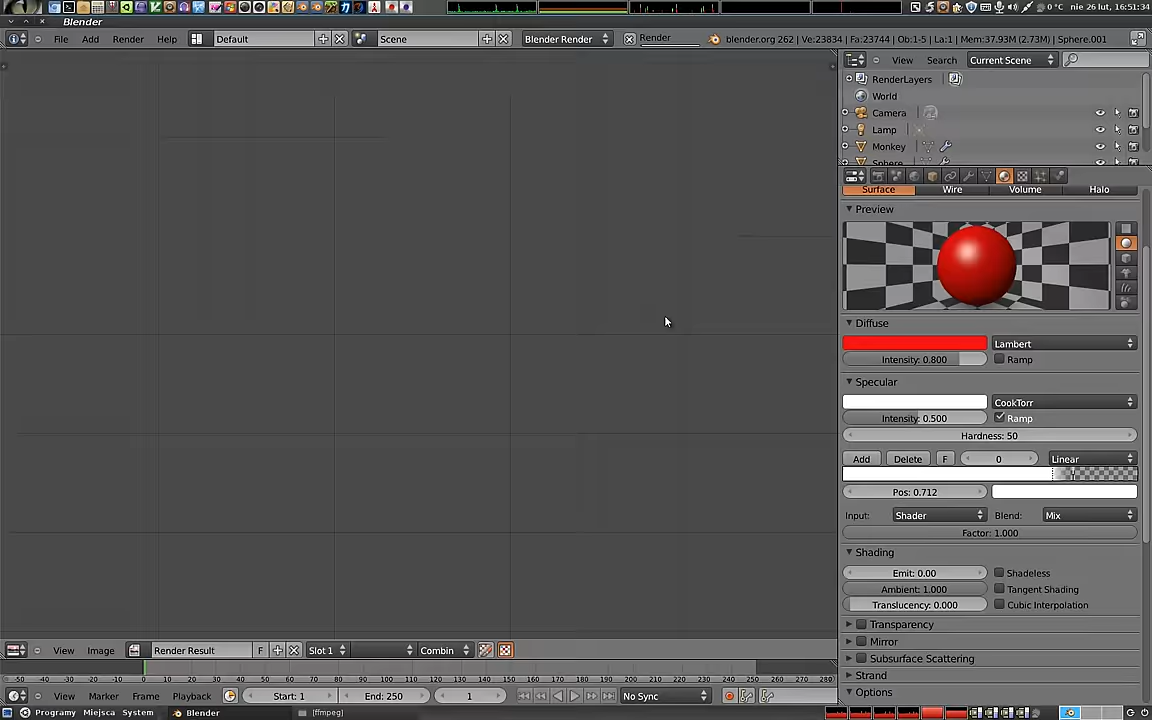 0 °C nie 26 lut, 16:51:34
Blender
File Add Render Help Default Scene Blender Render Render blender.org 262 | Ve:23834 | Fa:23744 | Ob:1-5 | La:1 | Mem:37.93M (2.73M) | Sphere.001
View Search Current Scene
RenderLayers
World
Camera
Lamp
Monkey
Sphere
Surface Wire Volume Halo
Preview
Diffuse
Lambert
Intensity: 0.800 Ramp
Specular
CookTorr
Intensity: 0.500 Ramp
Hardness: 50
Add Delete F 0 Linear
Pos: 0.712
Input: Shader Blend: Mix
Factor: 1.000
Shading
Emit: 0.00 Shadeless
Ambient: 1.000 Tangent Shading
Translucency: 0.000 Cubic Interpolation
Transparency
Mirror
Subsurface Scattering
Strand
Options
View Image Render Result F Slot 1 Combin
-50 -40 -30 -20 -10 0 10 20 30 40 50 60 70 80 90 100 110 120 130 140 150 160 170 180 190 200 210 220 230 240 250 260 270 280
View Marker Frame Playback Start: 1 End: 250 1 No Sync
Programy Miejsca System Blender [ffmpeg]